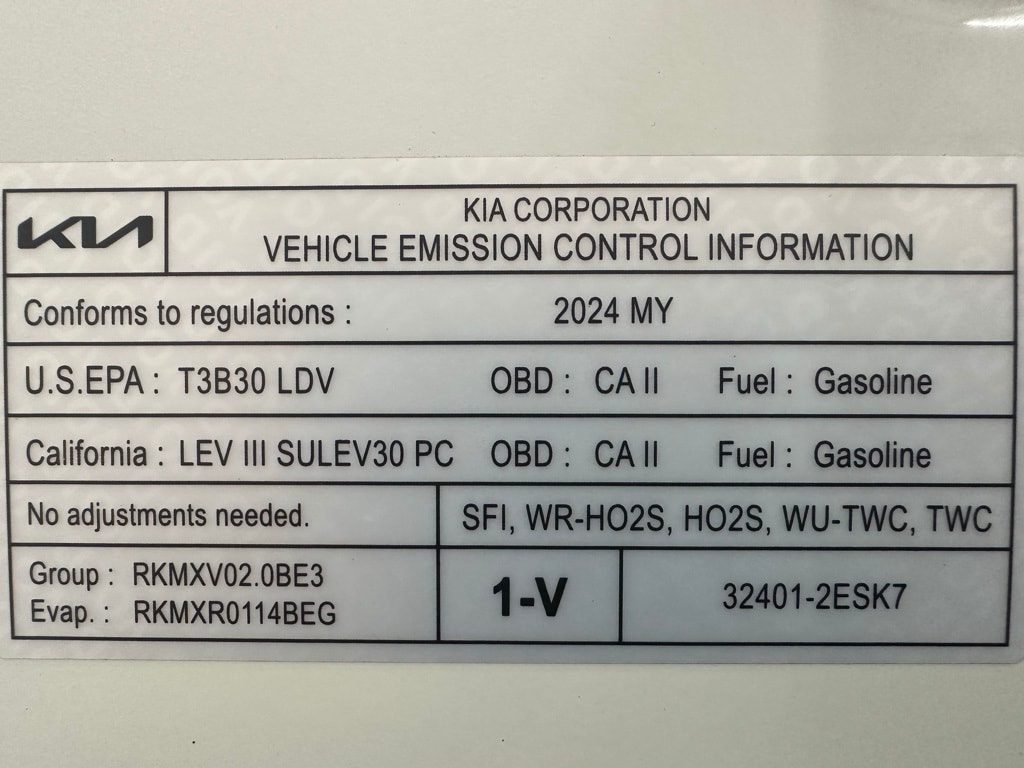 KIA
KIA CORPORATION
VEHICLE EMISSION CONTROL INFORMATION
Conforms to regulations : 2024 MY
U.S.EPA : T3B30 LDV OBD : CA II Fuel : Gasoline
California : LEV III SULEV30 PC OBD : CA II Fuel : Gasoline
No adjustments needed. SFI, WR-HO2S, HO2S, WU-TWC, TWC
Group : RKMXV02.0BE3
Evap. : RKMXR0114BEG
1-V
32401-2ESK7